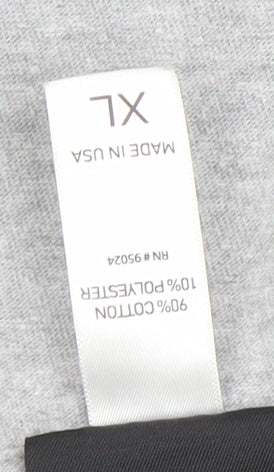 90% COTTON
10% POLYESTER
RN # 95024
MADE IN USA
XL